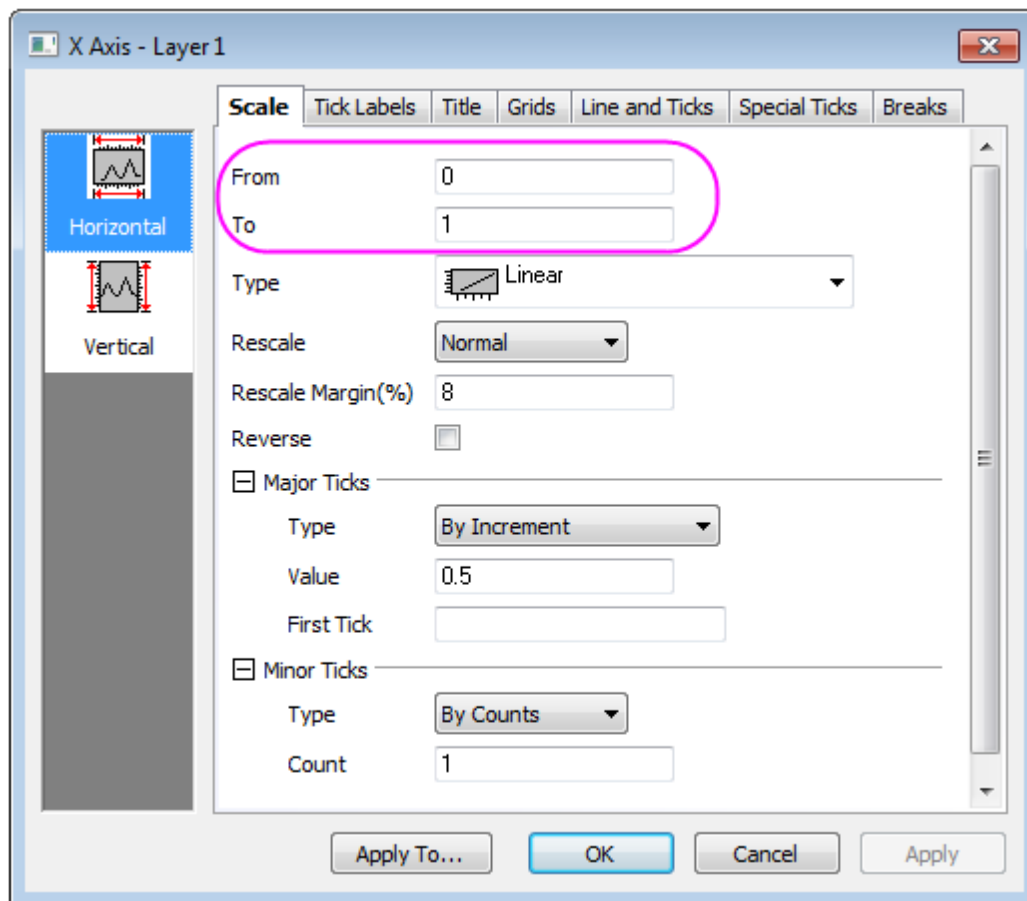 X Axis - Layer 1
Scale Tick Labels Title Grids Line and Ticks Special Ticks Breaks
Horizontal
Vertical
From 0
To 1
Type Linear
Rescale Normal
Rescale Margin(%) 8
Reverse
Major Ticks
Type By Increment
Value 0.5
First Tick
Minor Ticks
Type By Counts
Count 1
Apply To... OK Cancel Apply